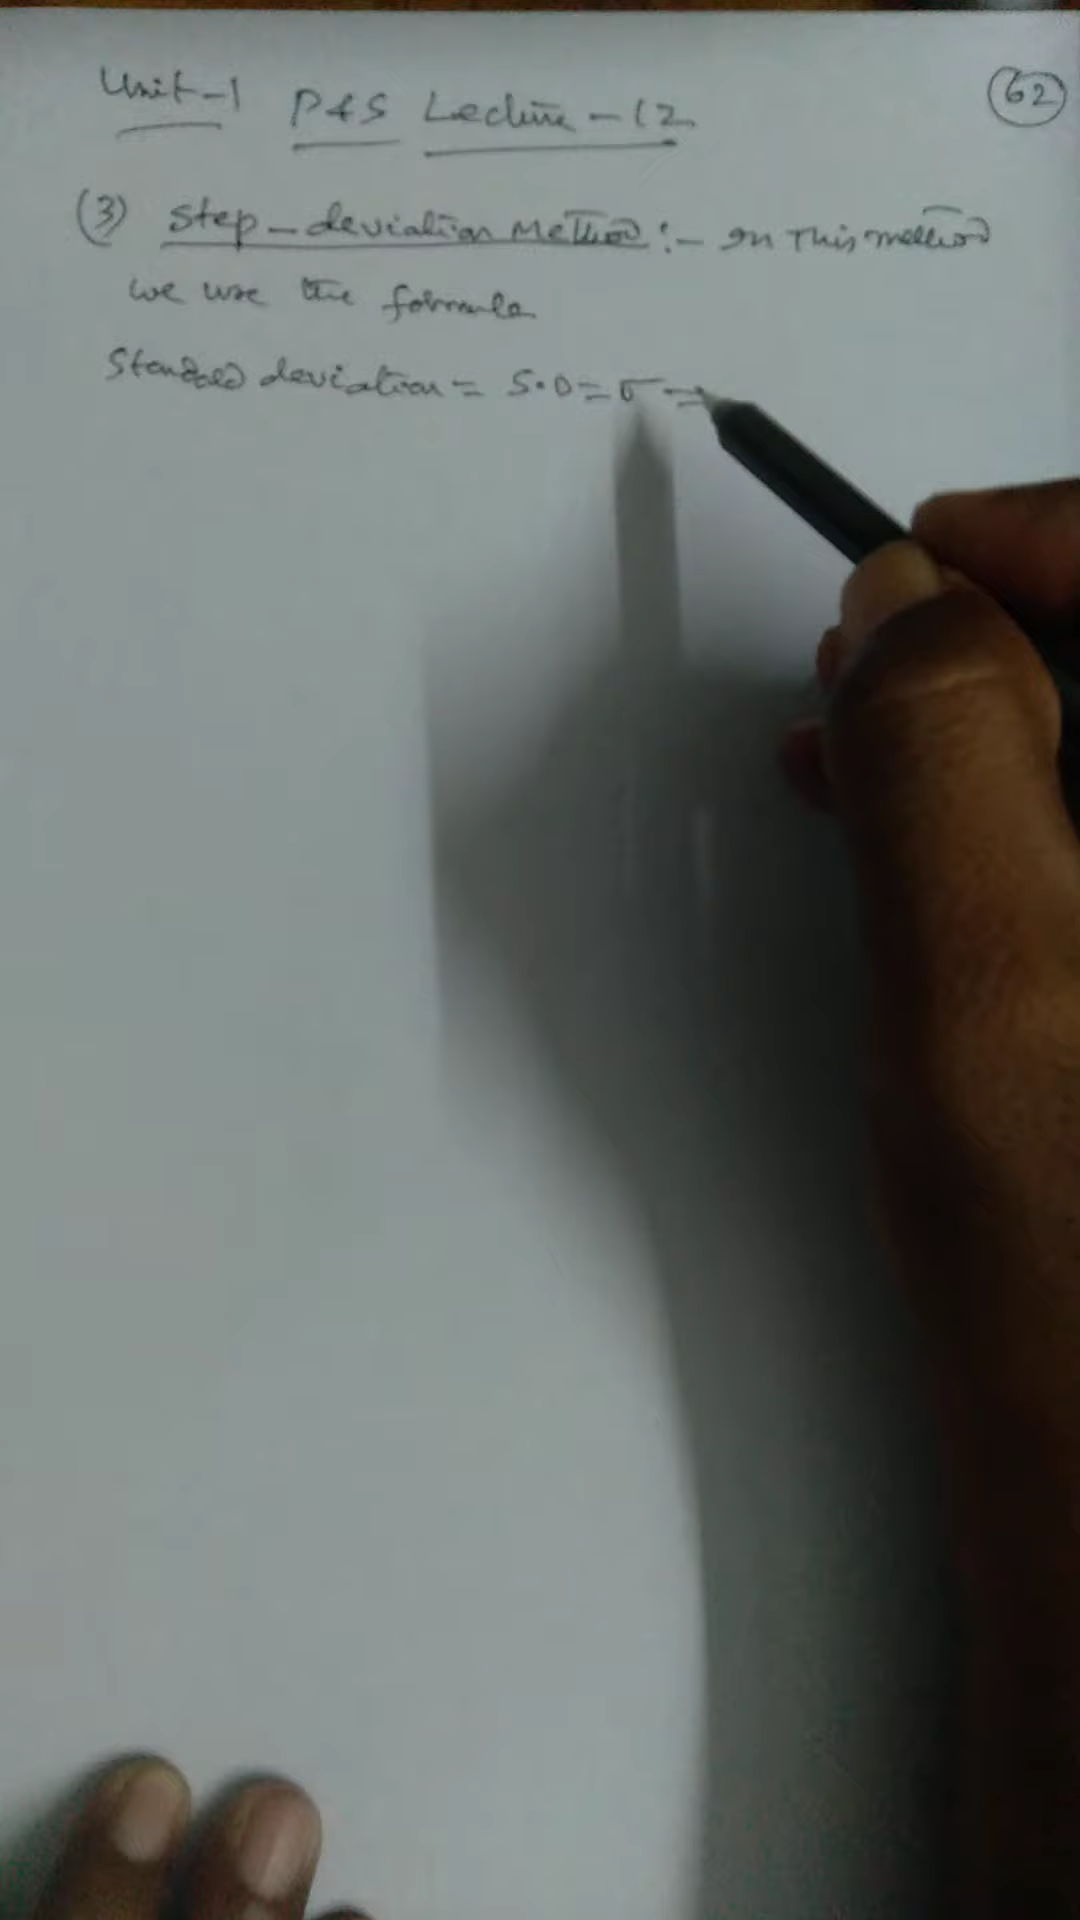 Unit-1 P&S Lecture-12 (62)
(3) Step-deviation Method:- In This method
we use the formula
Standard deviation = S.D = σ =